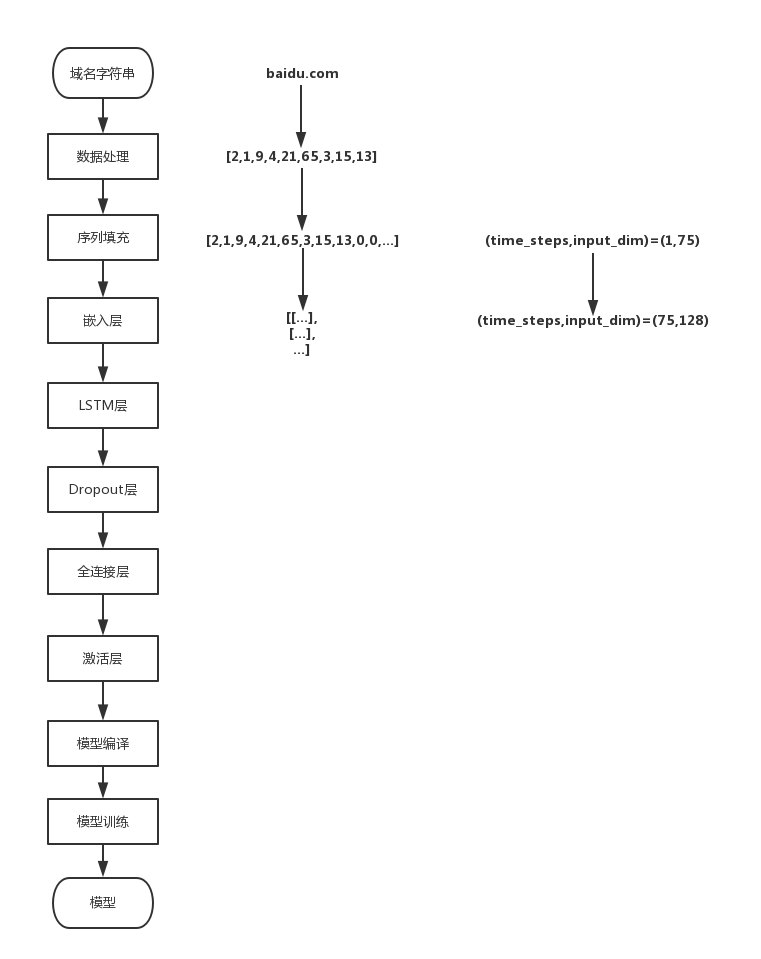 域名字符串
baidu.com
数据处理
[2,1,9,4,21,65,3,15,13]
序列填充
[2,1,9,4,21,65,3,15,13,0,0,...]
(time_steps,input_dim)=(1,75)
嵌入层
[[...],
[...],
...]
(time_steps,input_dim)=(75,128)
LSTM层
Dropout层
全连接层
激活层
模型编译
模型训练
模型